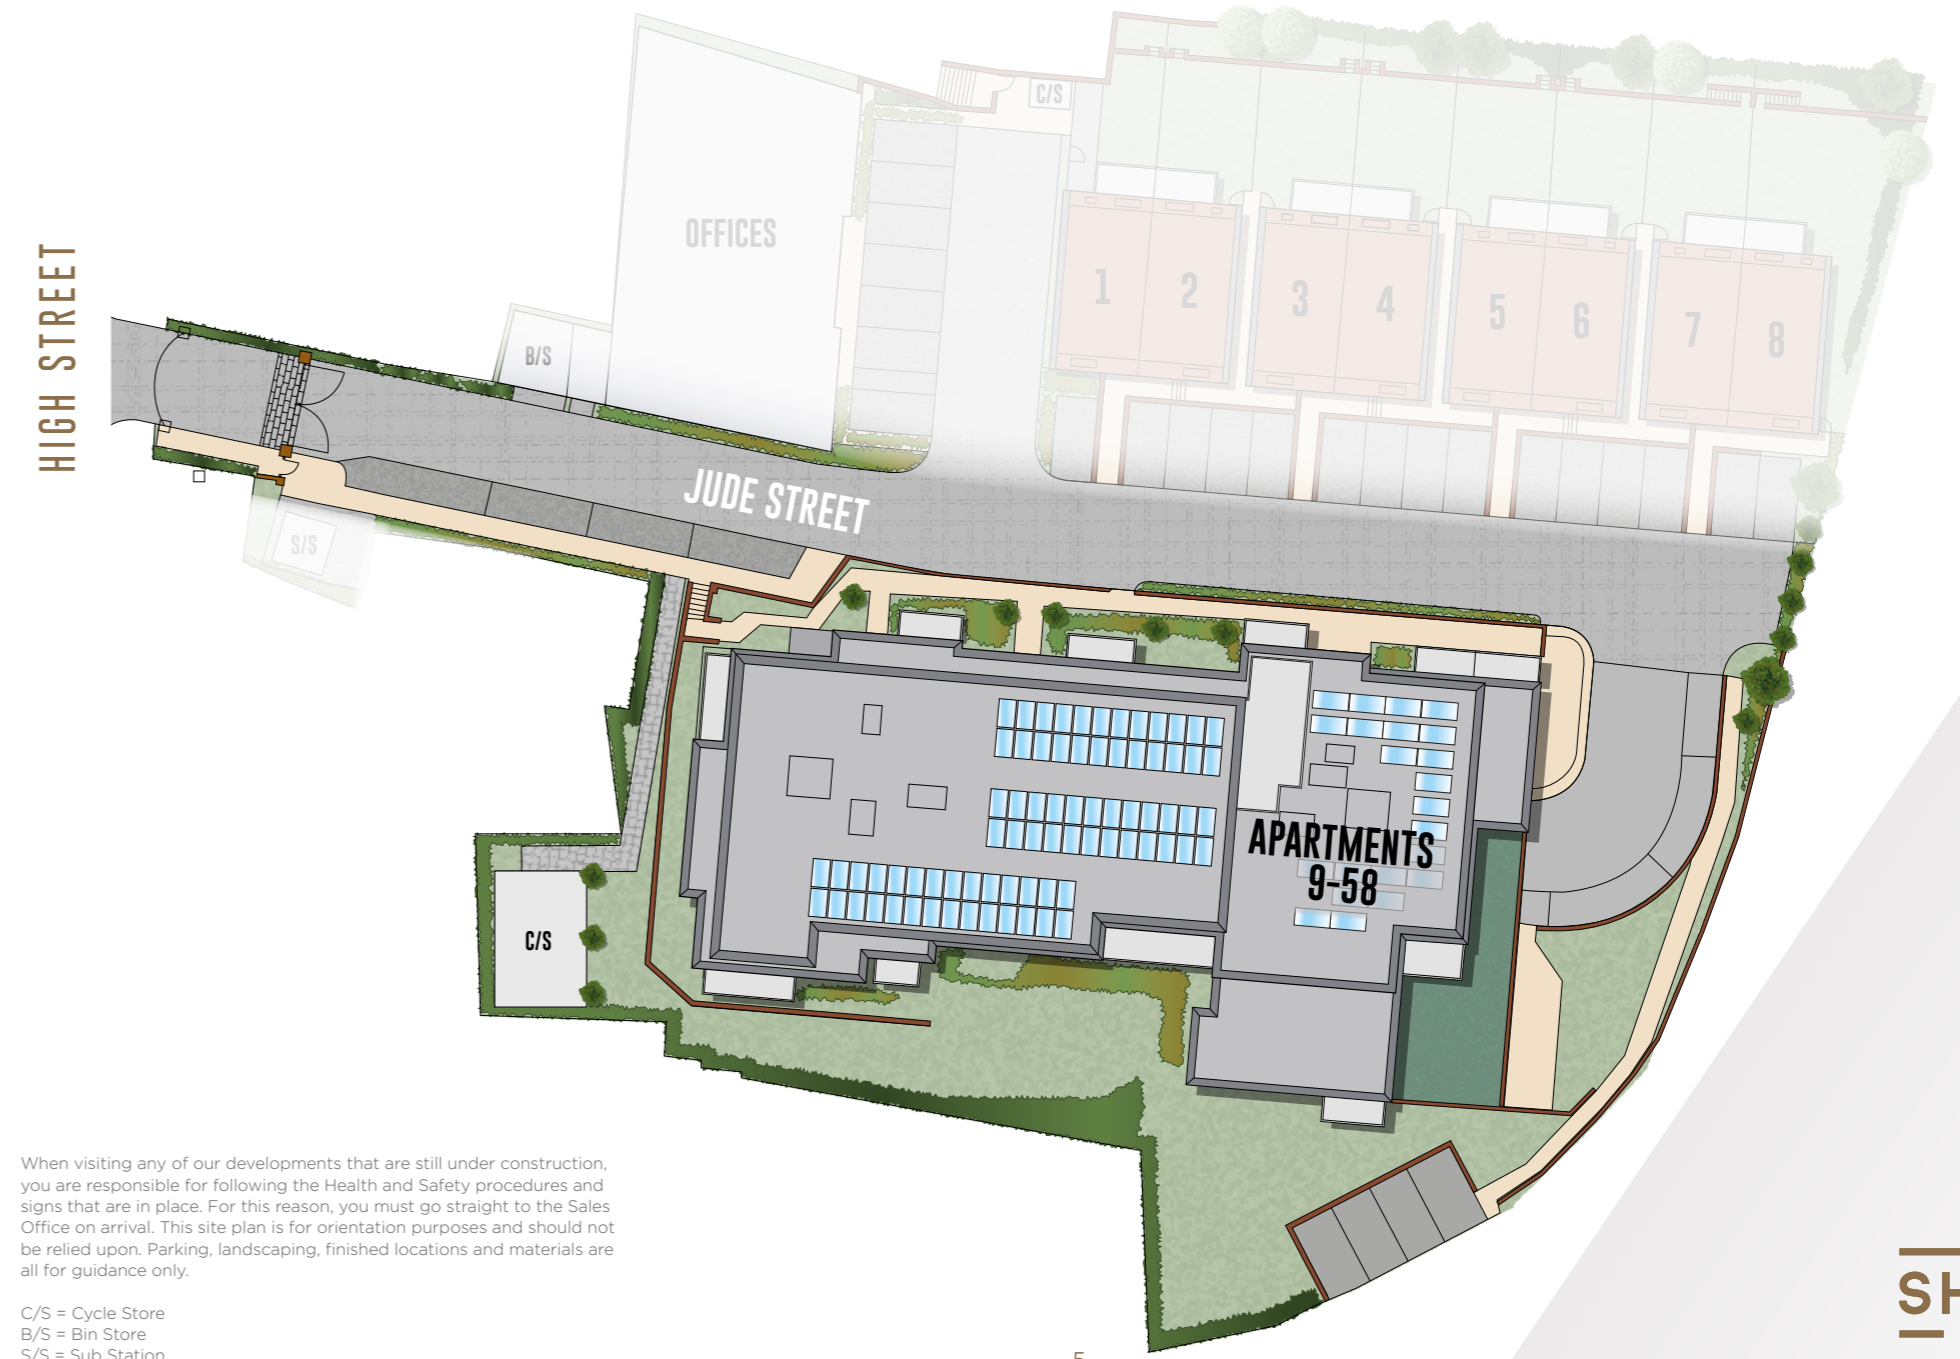 C/S
OFFICES
1
2
3
4
5
6
7
8
HIGH STREET
B/S
JUDE STREET
S/S
APARTMENTS
9-58
C/S
When visiting any of our developments that are still under construction,
you are responsible for following the Health and Safety procedures and
signs that are in place. For this reason, you must go straight to the Sales
Office on arrival. This site plan is for orientation purposes and should not
be relied upon. Parking, landscaping, finished locations and materials are
all for guidance only.
C/S = Cycle Store
B/S = Bin Store
S/S = Sub Station
5
SH